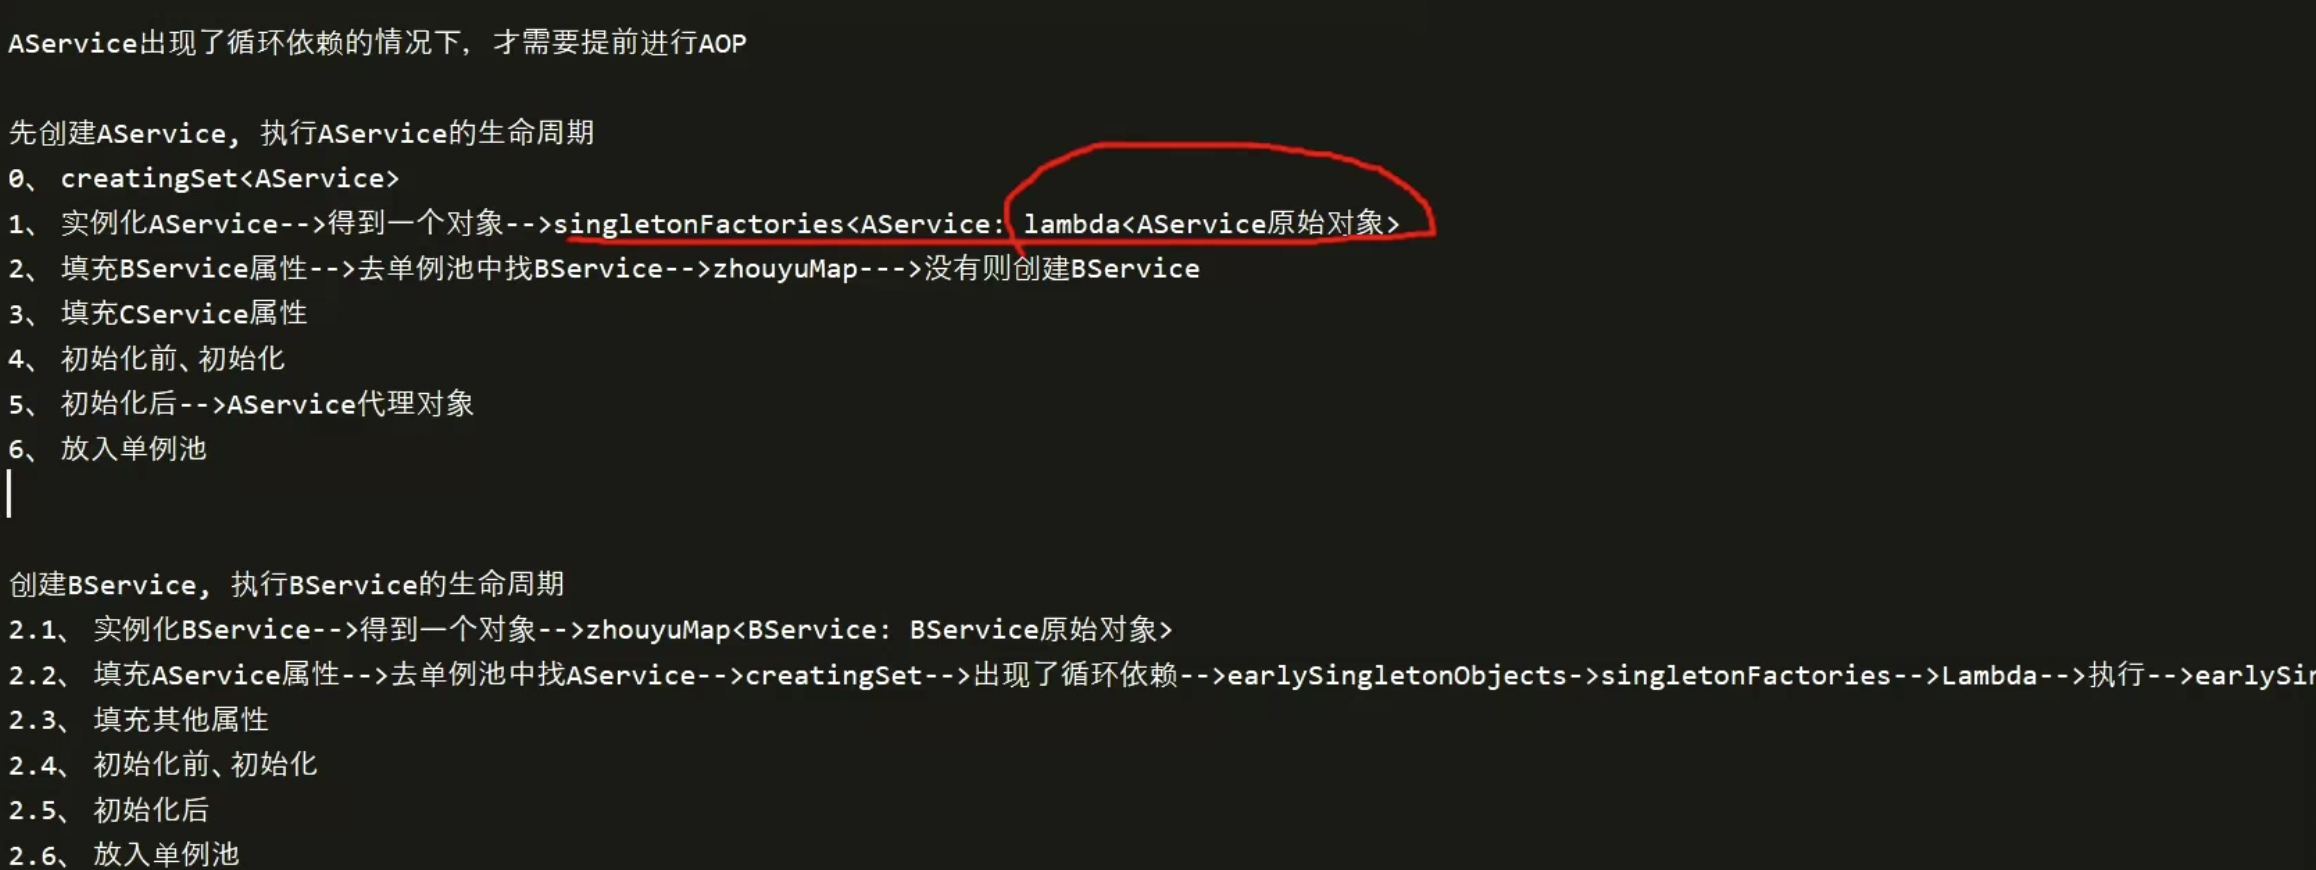 AService出现了循环依赖的情况下，才需要提前进行AOP
先创建AService，执行AService的生命周期
0、 creatingSet<AService>
1、 实例化AService-->得到一个对象-->singletonFactories<AService: lambda<AService原始对象>
2、 填充BService属性-->去单例池中找BService-->zhouyuMap--->没有则创建BService
3、 填充CService属性
4、 初始化前、初始化
5、 初始化后-->AService代理对象
6、 放入单例池
创建BService，执行BService的生命周期
2.1、 实例化BService-->得到一个对象-->zhouyuMap<BService: BService原始对象>
2.2、 填充AService属性-->去单例池中找AService-->creatingSet-->出现了循环依赖-->earlySingletonObjects->singletonFactories-->Lambda-->执行-->earlySin
2.3、 填充其他属性
2.4、 初始化前、初始化
2.5、 初始化后
2.6、 放入单例池